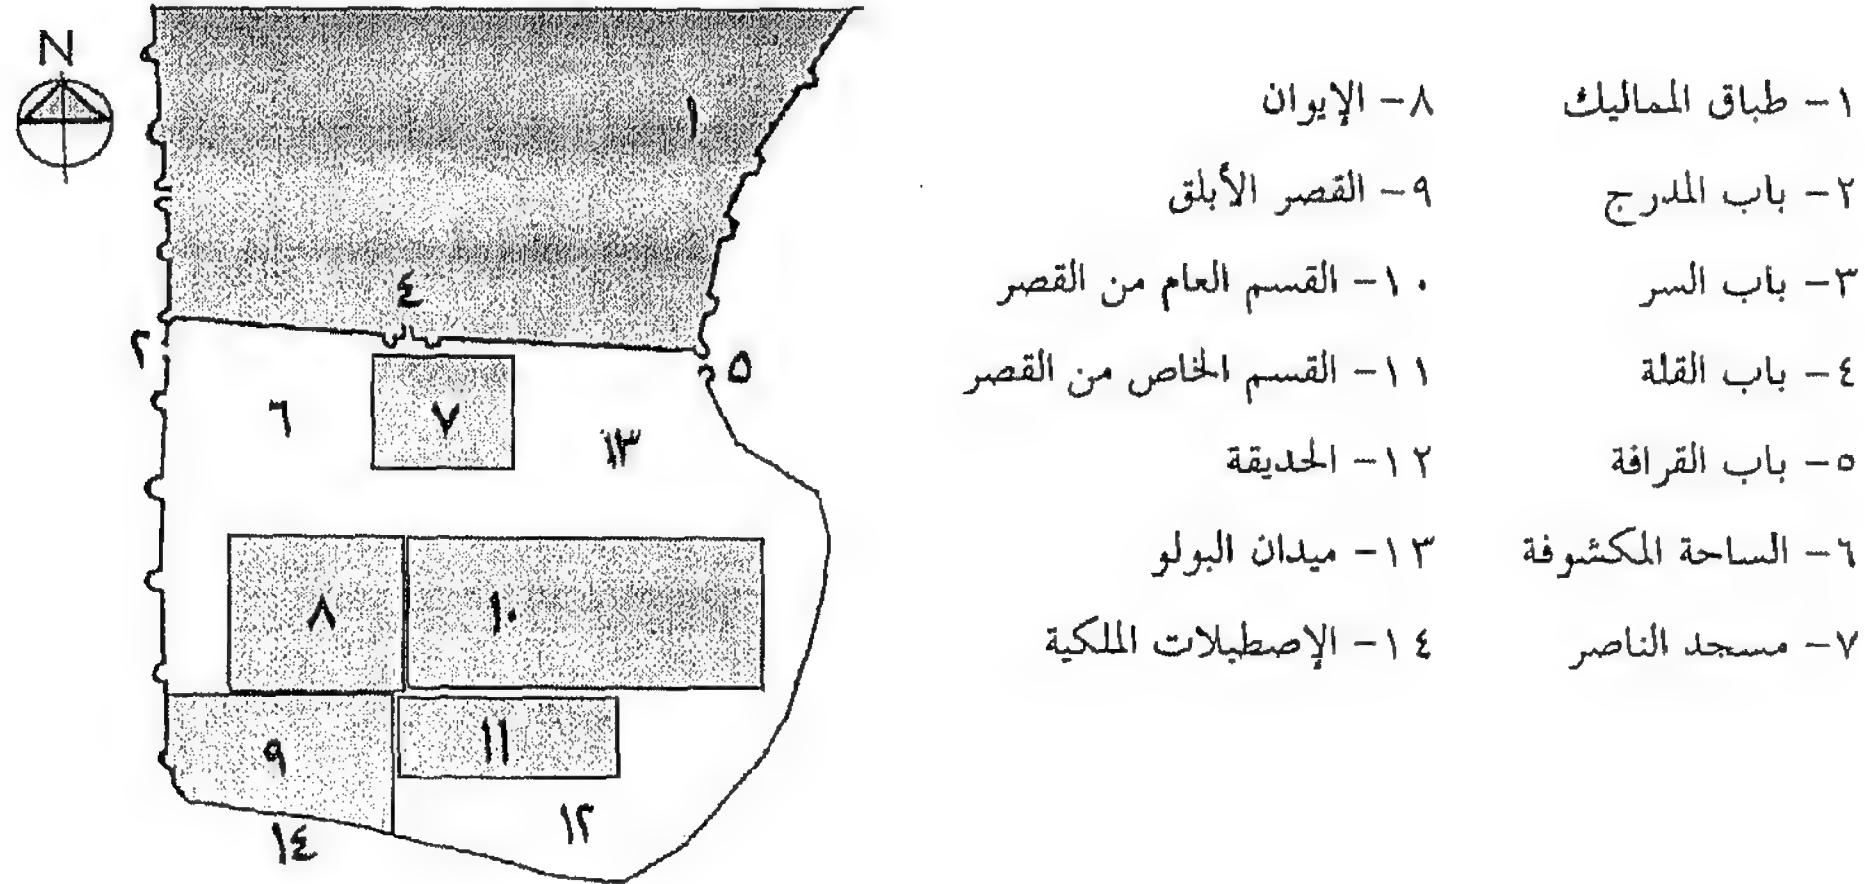 N
١
٤
٢
٥
٦
٧
١٣
٨
١٠
٩
١١
١٢
١٤
١- طباق المماليك
٢- باب المدرج
٣- باب السر
٤- باب القلة
٥- باب القرافة
٦- الساحة المكشوفة
٧- مسجد الناصر
٨- الإيوان
٩- القصر الأبلق
١٠- القسم العام من القصر
١١- القسم الخاص من القصر
١٢- الحديقة
١٣- ميدان البولو
١٤- الإصطبلات الملكية